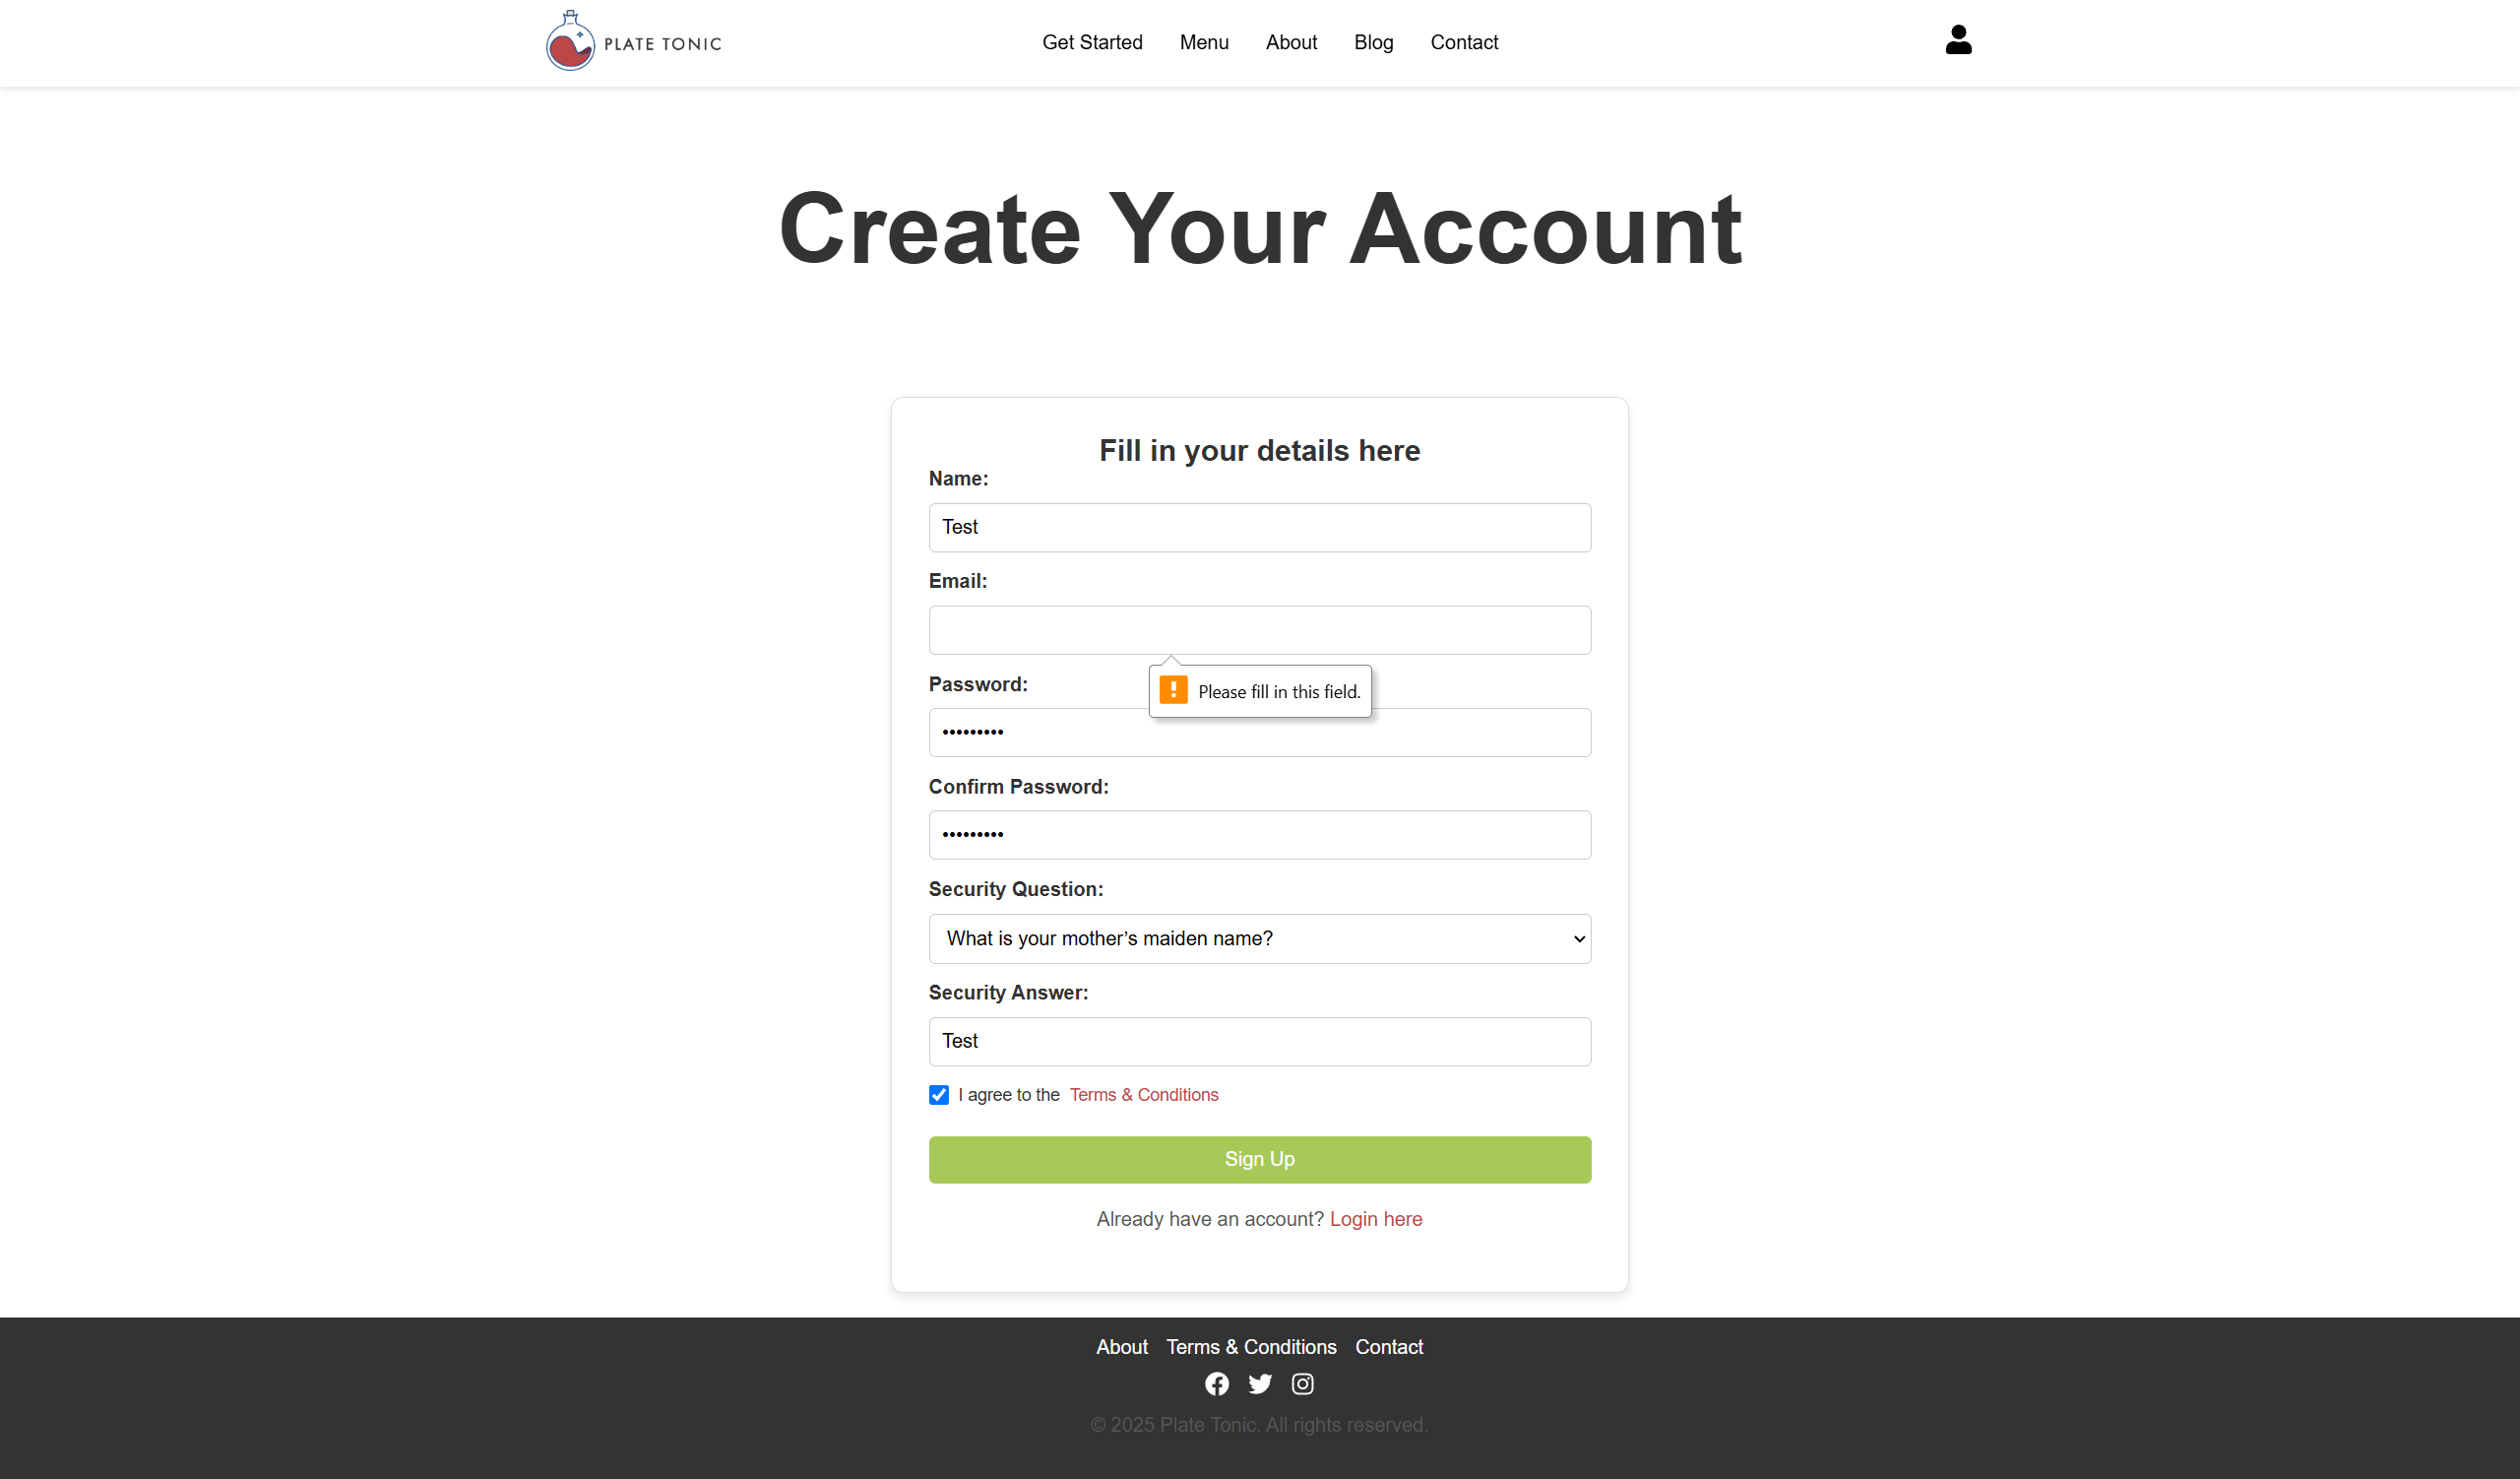 PLATE TONIC
Get Started Menu About Blog Contact
Create Your Account
Fill in your details here
Name:
Test
Email:
Please fill in this field.
Password:
•••••••••
Confirm Password:
•••••••••
Security Question:
What is your mother’s maiden name?
Security Answer:
Test
I agree to the Terms & Conditions
Sign Up
Already have an account? Login here
About Terms & Conditions Contact
© 2025 Plate Tonic. All rights reserved.